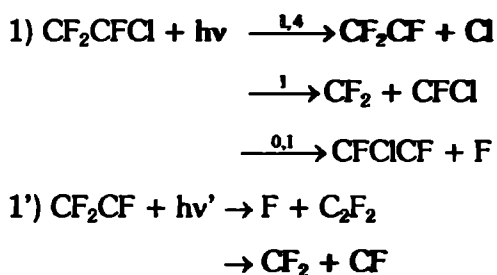 1) CF₂CFCl + hν —1,4→ CF₂CF + Cl
—1→ CF₂ + CFCl
—0,1→ CFClCF + F
1') CF₂CF + hν' → F + C₂F₂
→ CF₂ + CF